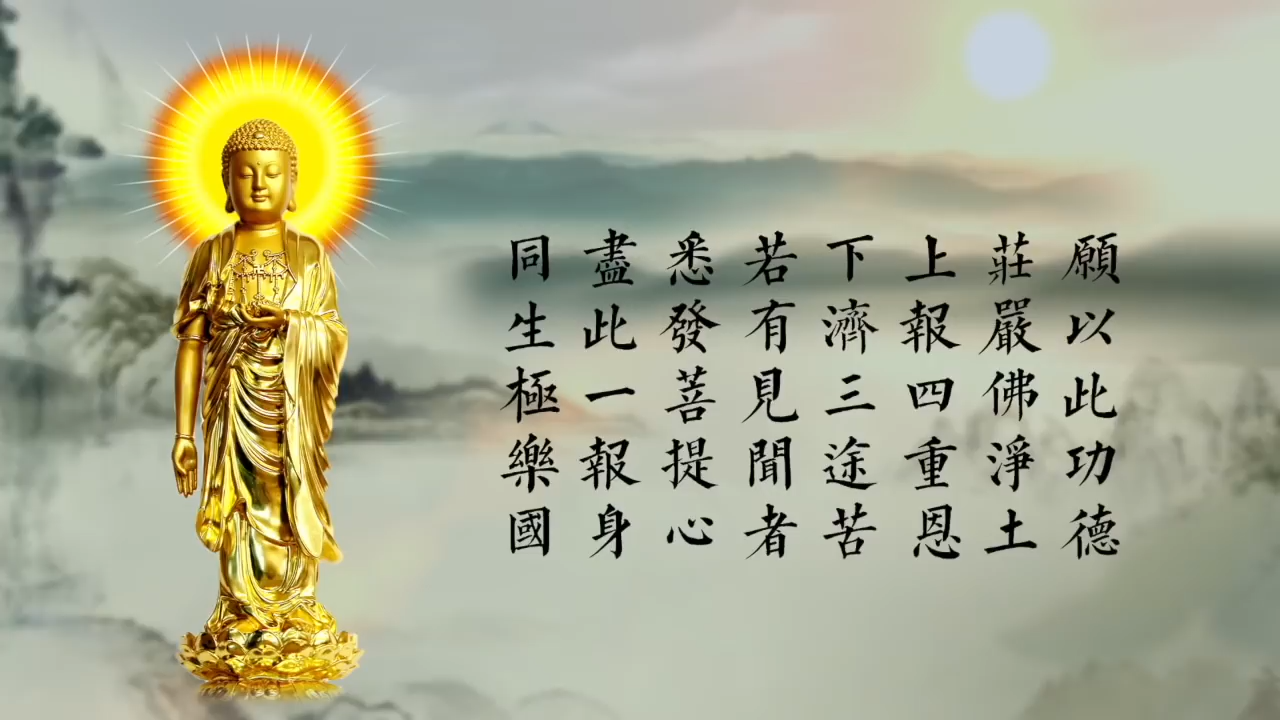 願以此功德
莊嚴佛淨土
上報四重恩
下濟三途苦
若有見聞者
悉發菩提心
盡此一報身
同生極樂國